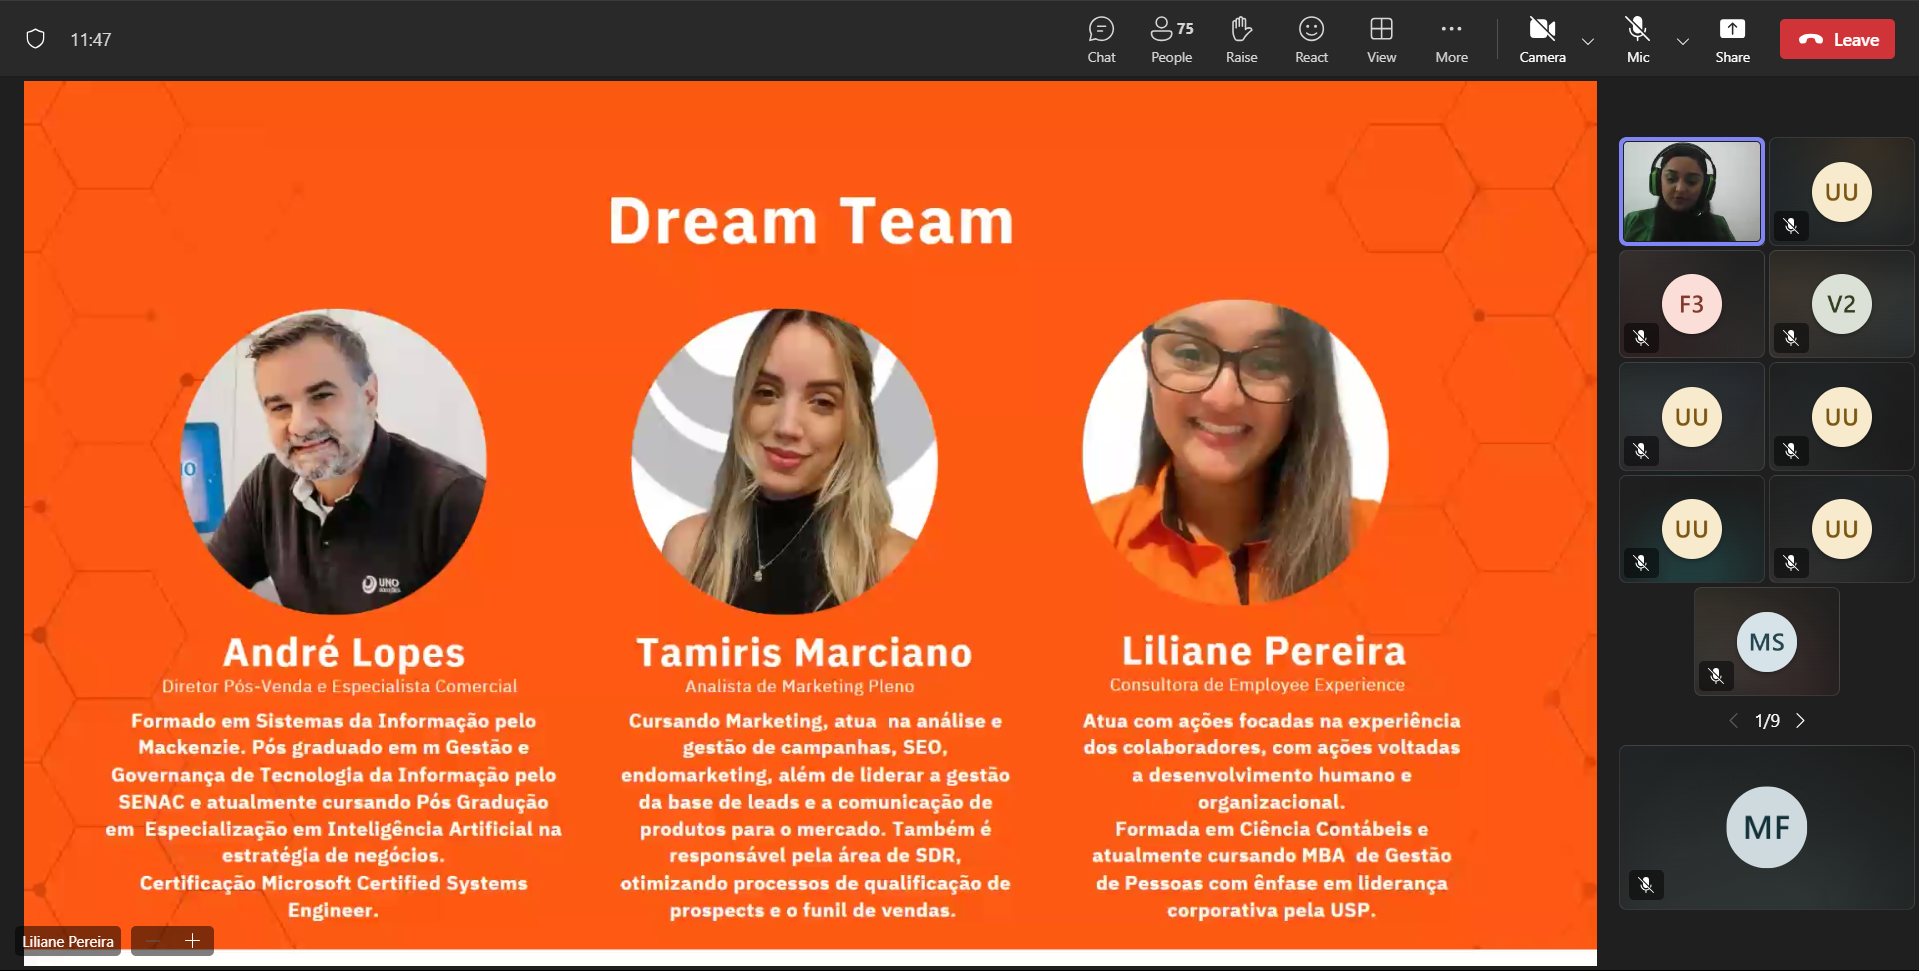 11:47
Chat
75
People
Raise
React
View
More
Camera
Mic
Share
Leave
Dream Team
UNO
André Lopes
Diretor Pós-Venda e Especialista Comercial
Formado em Sistemas da Informação pelo
Mackenzie. Pós graduado em m Gestão e
Governança de Tecnologia da Informação pelo
SENAC e atualmente cursando Pós Gradução
em Especialização em Inteligência Artificial na
estratégia de negócios.
Certificação Microsoft Certified Systems
Engineer.
Tamiris Marciano
Analista de Marketing Pleno
Cursando Marketing, atua na análise e
gestão de campanhas, SEO,
endomarketing, além de liderar a gestão
da base de leads e a comunicação de
produtos para o mercado. Também é
responsável pela área de SDR,
otimizando processos de qualificação de
prospects e o funil de vendas.
Liliane Pereira
Consultora de Employee Experience
Atua com ações focadas na experiência
dos colaboradores, com ações voltadas
a desenvolvimento humano e
organizacional.
Formada em Ciência Contábeis e
atualmente cursando MBA de Gestão
de Pessoas com ênfase em liderança
corporativa pela USP.
Liliane Pereira
UU
F3
V2
UU
UU
UU
UU
MS
1/9
MF